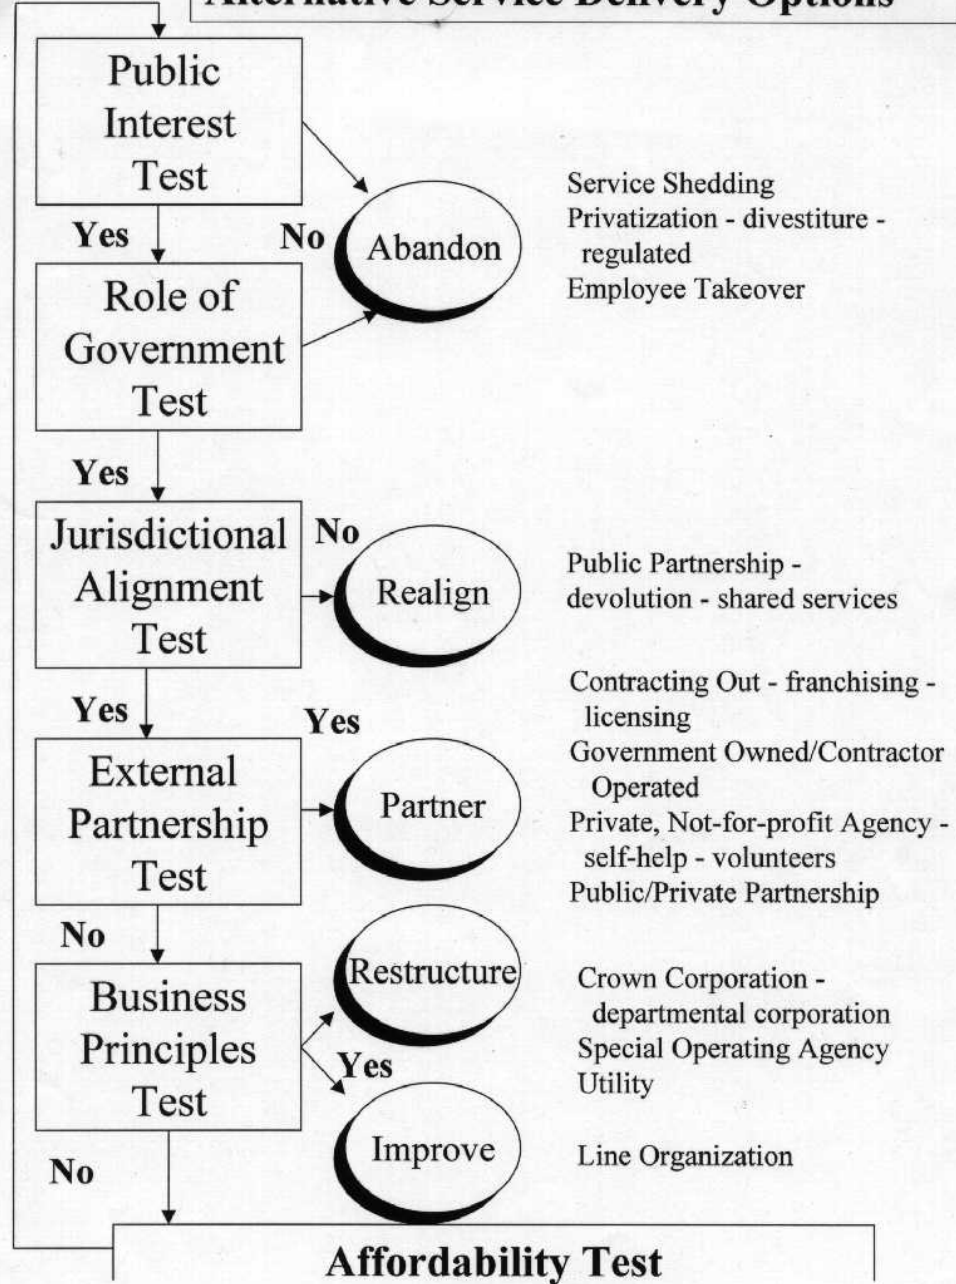 Alternative Service Delivery Options
Public
Interest
Test
Yes
No
Abandon
Service Shedding
Privatization - divestiture -
regulated
Employee Takeover
Role of
Government
Test
Yes
Jurisdictional
Alignment
Test
No
Realign
Public Partnership -
devolution - shared services
Yes
External
Partnership
Test
Yes
Partner
Contracting Out - franchising -
licensing
Government Owned/Contractor
Operated
Private, Not-for-profit Agency -
self-help - volunteers
Public/Private Partnership
No
Business
Principles
Test
Restructure
Crown Corporation -
departmental corporation
Special Operating Agency
Utility
Yes
Improve
Line Organization
No
Affordability Test